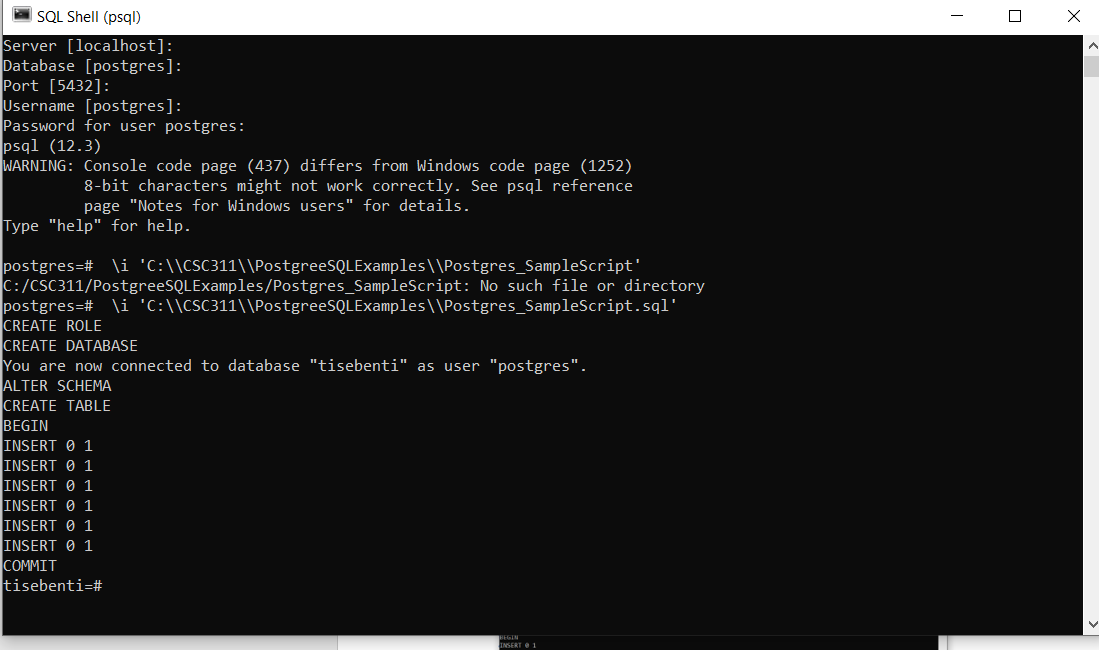 SQL Shell (psql)
Server [localhost]:
Database [postgres]:
Port [5432]:
Username [postgres]:
Password for user postgres:
psql (12.3)
WARNING: Console code page (437) differs from Windows code page (1252)
         8-bit characters might not work correctly. See psql reference
         page "Notes for Windows users" for details.
Type "help" for help.

postgres=#  \i 'C:\\CSC311\\PostgreeSQLExamples\\Postgres_SampleScript'
C:/CSC311/PostgreeSQLExamples/Postgres_SampleScript: No such file or directory
postgres=#  \i 'C:\\CSC311\\PostgreeSQLExamples\\Postgres_SampleScript.sql'
CREATE ROLE
CREATE DATABASE
You are now connected to database "tisebenti" as user "postgres".
ALTER SCHEMA
CREATE TABLE
BEGIN
INSERT 0 1
INSERT 0 1
INSERT 0 1
INSERT 0 1
INSERT 0 1
INSERT 0 1
COMMIT
tisebenti=#
BEGIN
INSERT 0 1